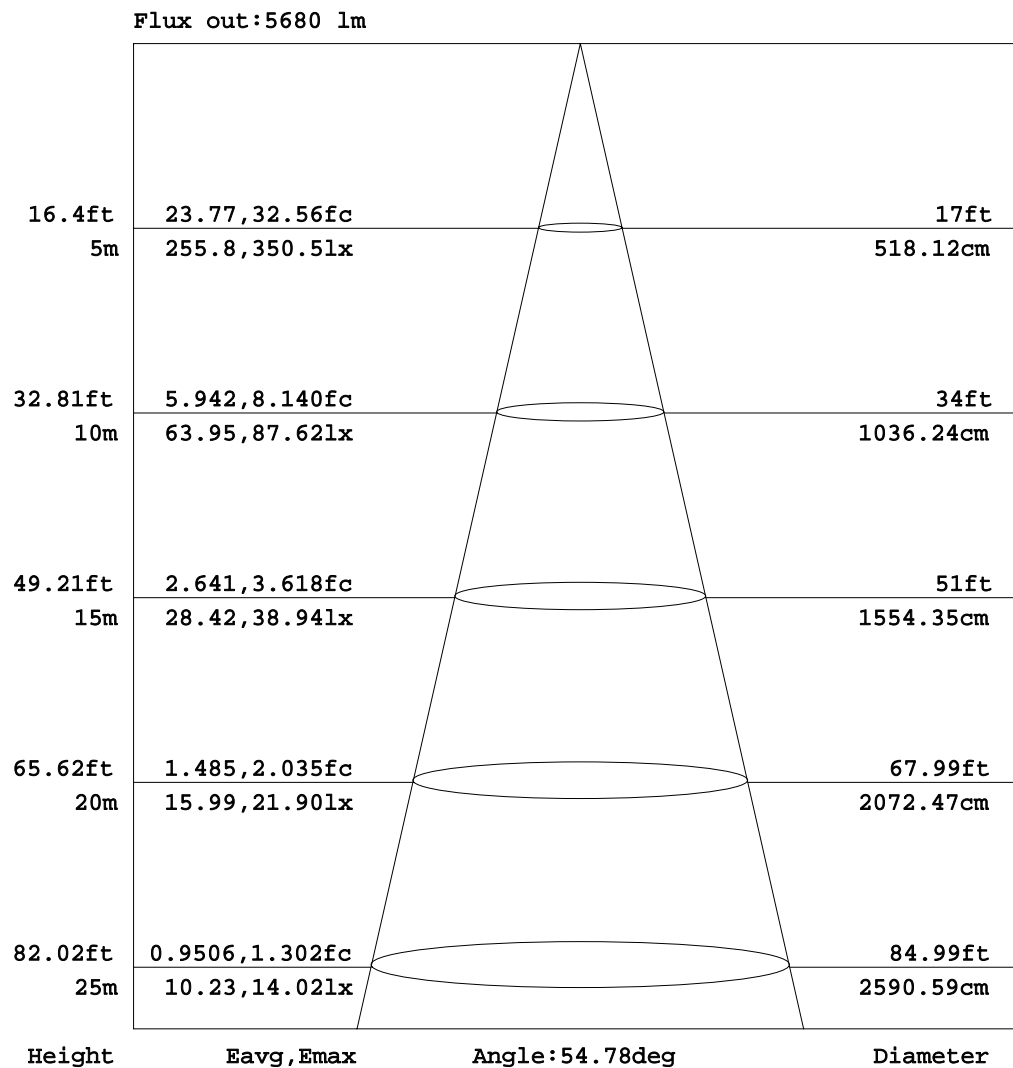 Flux out:5680 lm
16.4ft 23.77,32.56fc 17ft
5m 255.8,350.5lx 518.12cm
32.81ft 5.942,8.140fc 34ft
10m 63.95,87.62lx 1036.24cm
49.21ft 2.641,3.618fc 51ft
15m 28.42,38.94lx 1554.35cm
65.62ft 1.485,2.035fc 67.99ft
20m 15.99,21.90lx 2072.47cm
82.02ft 0.9506,1.302fc 84.99ft
25m 10.23,14.02lx 2590.59cm
Height Eavg,Emax Angle:54.78deg Diameter